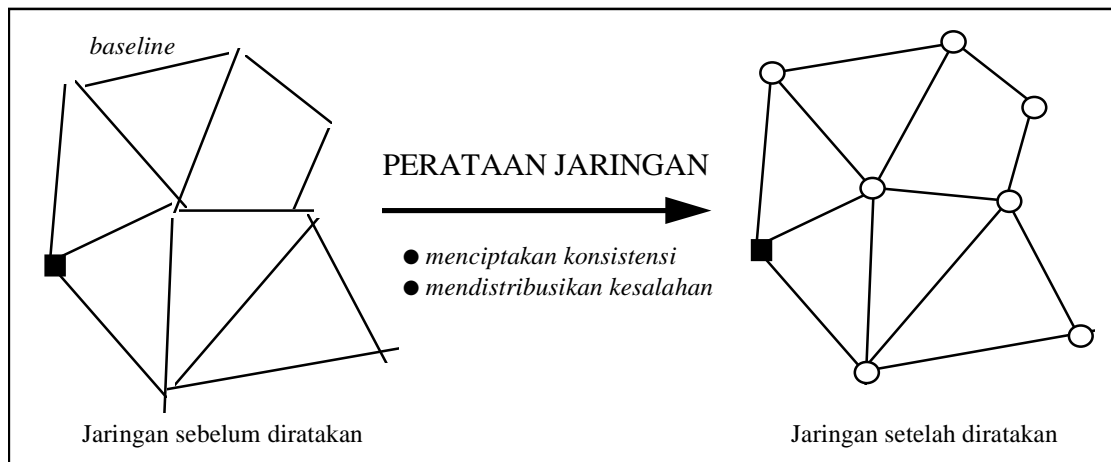 baseline
PERATAAN JARINGAN
● menciptakan konsistensi
● mendistribusikan kesalahan
Jaringan sebelum diratakan
Jaringan setelah diratakan